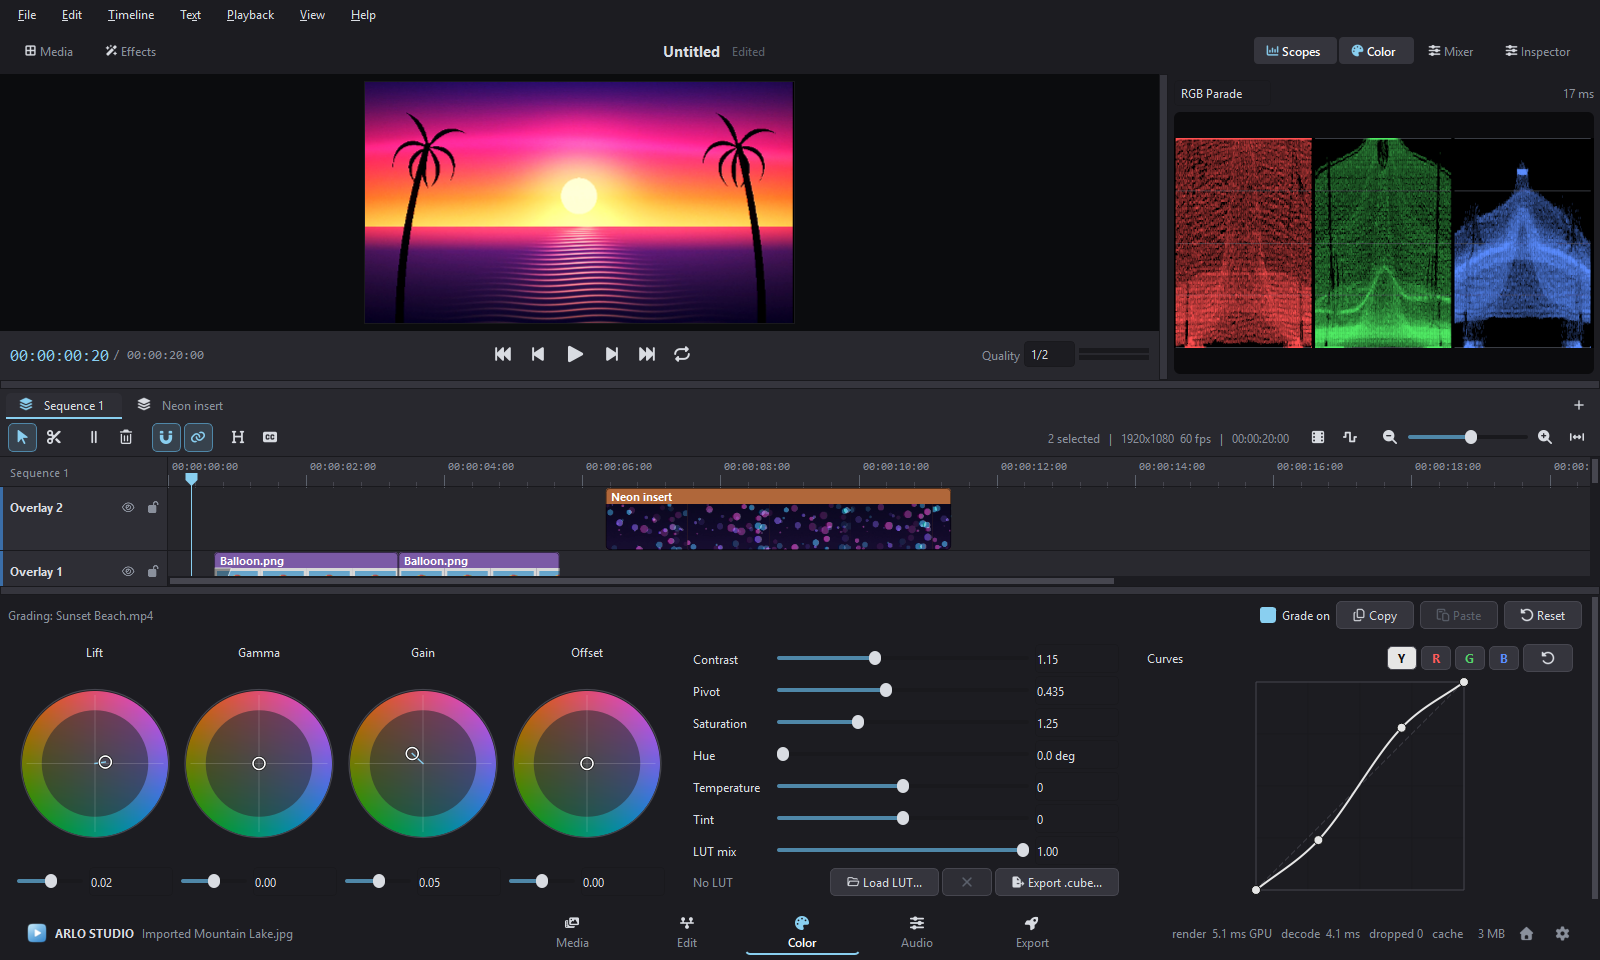 File Edit Timeline Text Playback View Help
Media Effects Untitled Edited Scopes Color Mixer Inspector
RGB Parade 17 ms
00:00:00:20 / 00:00:20:00 Quality 1/2
Sequence 1 Neon insert +
CC 2 selected | 1920x1080 60 fps | 00:00:20:00
Sequence 1 00:00:00:00 00:00:02:00 00:00:04:00 00:00:06:00 00:00:08:00 00:00:10:00 00:00:12:00 00:00:14:00 00:00:16:00 00:00:18:00 00:00:
Overlay 2 Neon insert
Overlay 1 Balloon.png Balloon.png
Grading: Sunset Beach.mp4 Grade on Copy Paste Reset
Lift Gamma Gain Offset
Contrast 1.15
Pivot 0.435
Saturation 1.25
Hue 0.0 deg
Temperature 0
Tint 0
LUT mix 1.00
Curves Y R G B
0.02 0.00 0.05 0.00
No LUT Load LUT... Export .cube...
ARLO STUDIO Imported Mountain Lake.jpg
Media Edit Color Audio Export
render 5.1 ms GPU decode 4.1 ms dropped 0 cache 3 MB